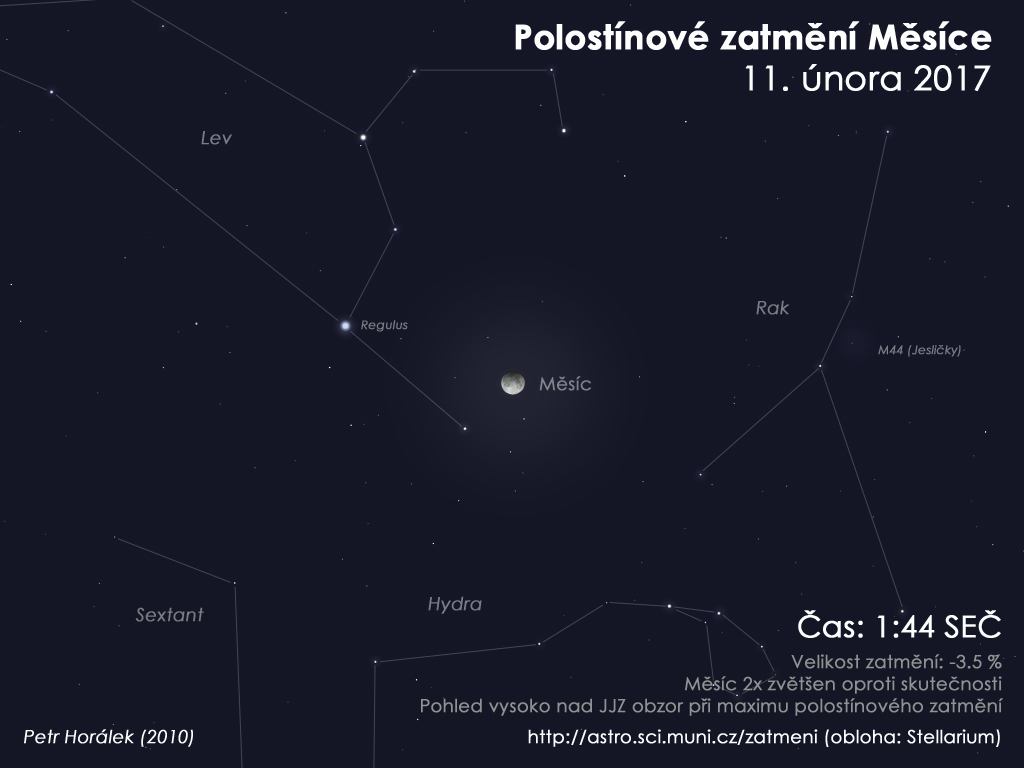 Polostínové zatmění Měsíce
11. února 2017
Lev
Rak
Regulus
M44 (Jesličky)
Měsíc
Hydra
Sextant
Čas: 1:44 SEČ
Velikost zatmění: -3.5 %
Měsíc 2x zvětšen oproti skutečnosti
Pohled vysoko nad JJZ obzor při maximu polostínového zatmění
Petr Horálek (2010)
http://astro.sci.muni.cz/zatmeni (obloha: Stellarium)